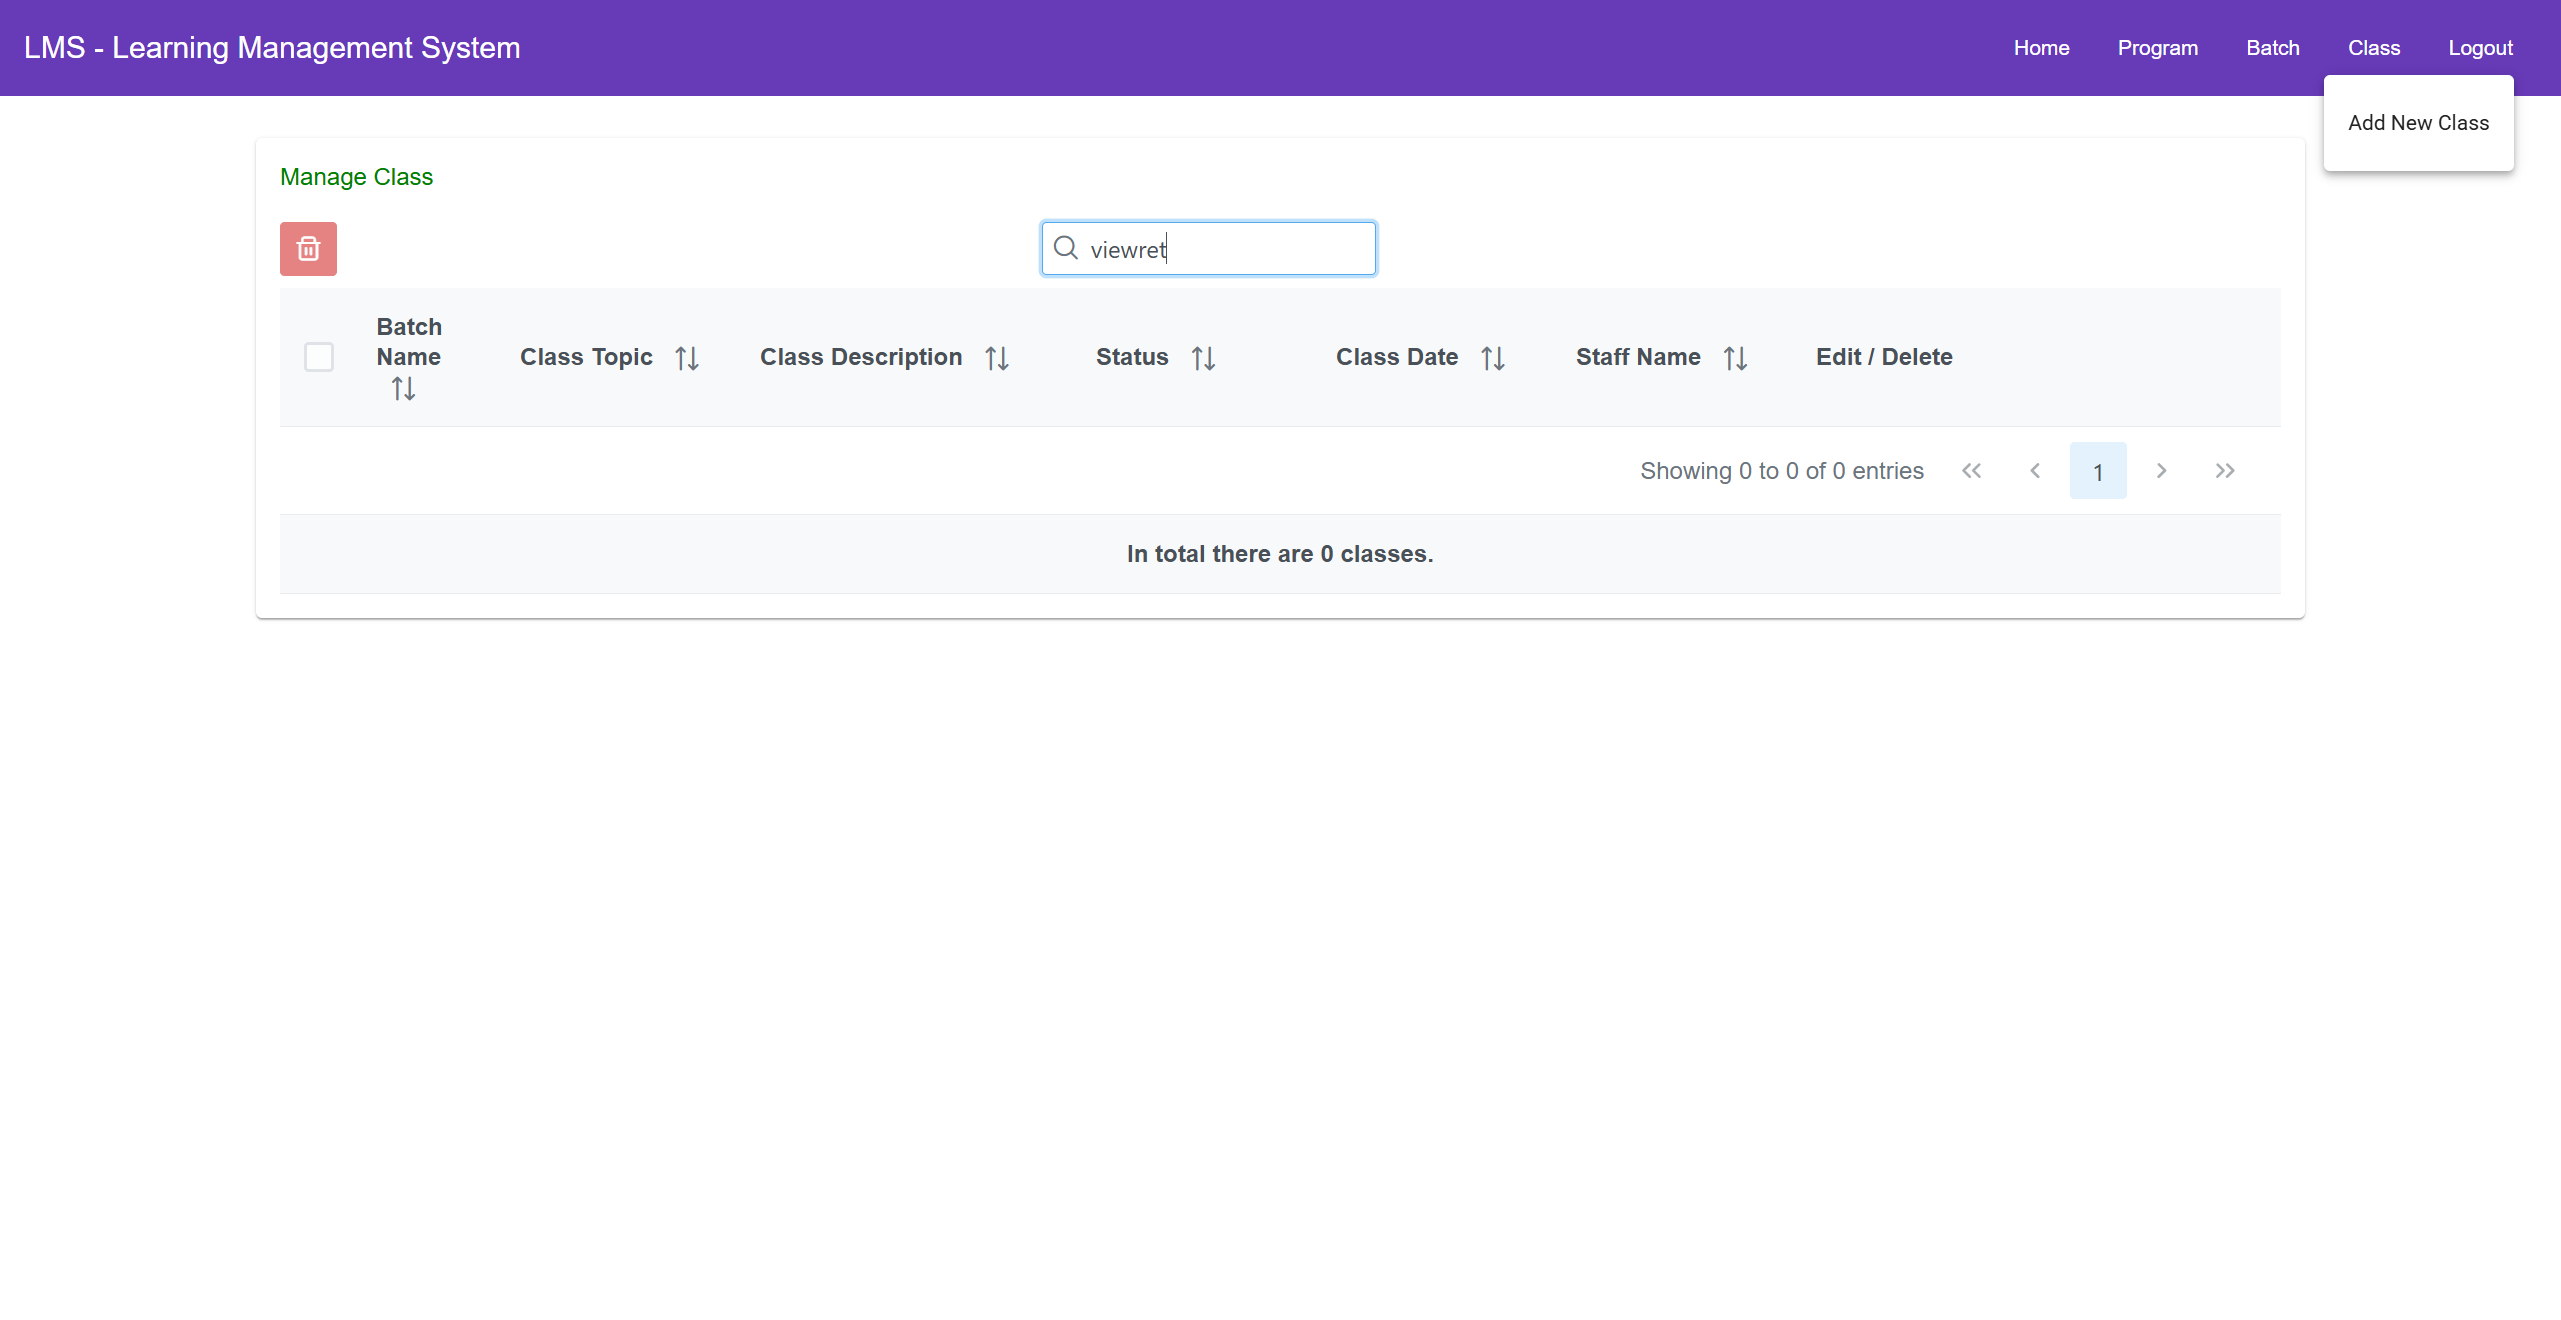 LMS - Learning Management System
Home Program Batch Class Logout
Add New Class
Manage Class
viewret
Batch Name Class Topic Class Description Status Class Date Staff Name Edit / Delete
Showing 0 to 0 of 0 entries 1
In total there are 0 classes.